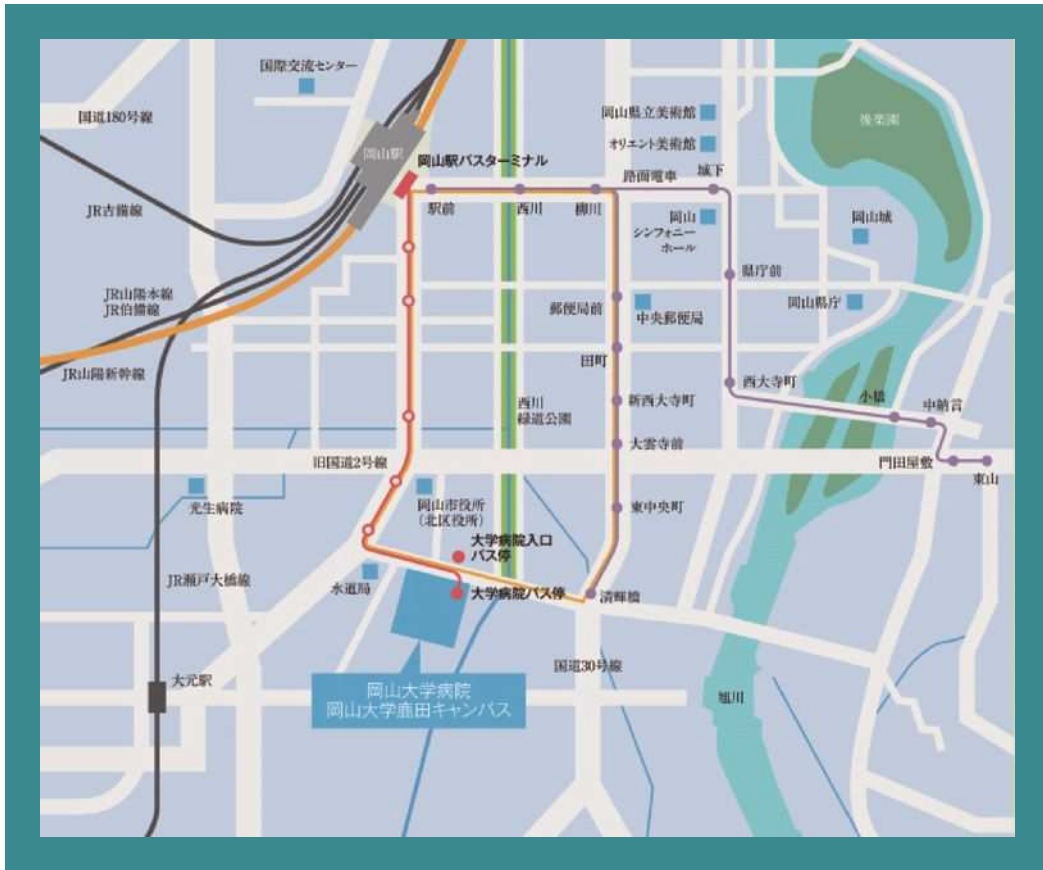 国際交流センター
国道180号線
岡山県立美術館
後楽園
オリエント美術館
岡山駅
岡山駅バスターミナル
路面電車
城下
JR吉備線
駅前
西川
柳川
岡山
シンフォニー
ホール
岡山城
県庁前
JR山陽本線
JR伯備線
郵便局前
中央郵便局
岡山県庁
田町
JR山陽新幹線
西大寺町
西川
緑道公園
新西大寺町
小橋
中納言
大雲寺前
旧国道2号線
門田屋敷
東山
光生病院
岡山市役所
(北区役所)
東中央町
大学病院入口
バス停
JR瀬戸大橋線
水道局
大学病院バス停
清輝橋
国道30号線
大元駅
岡山大学病院
岡山大学鹿田キャンパス
旭川